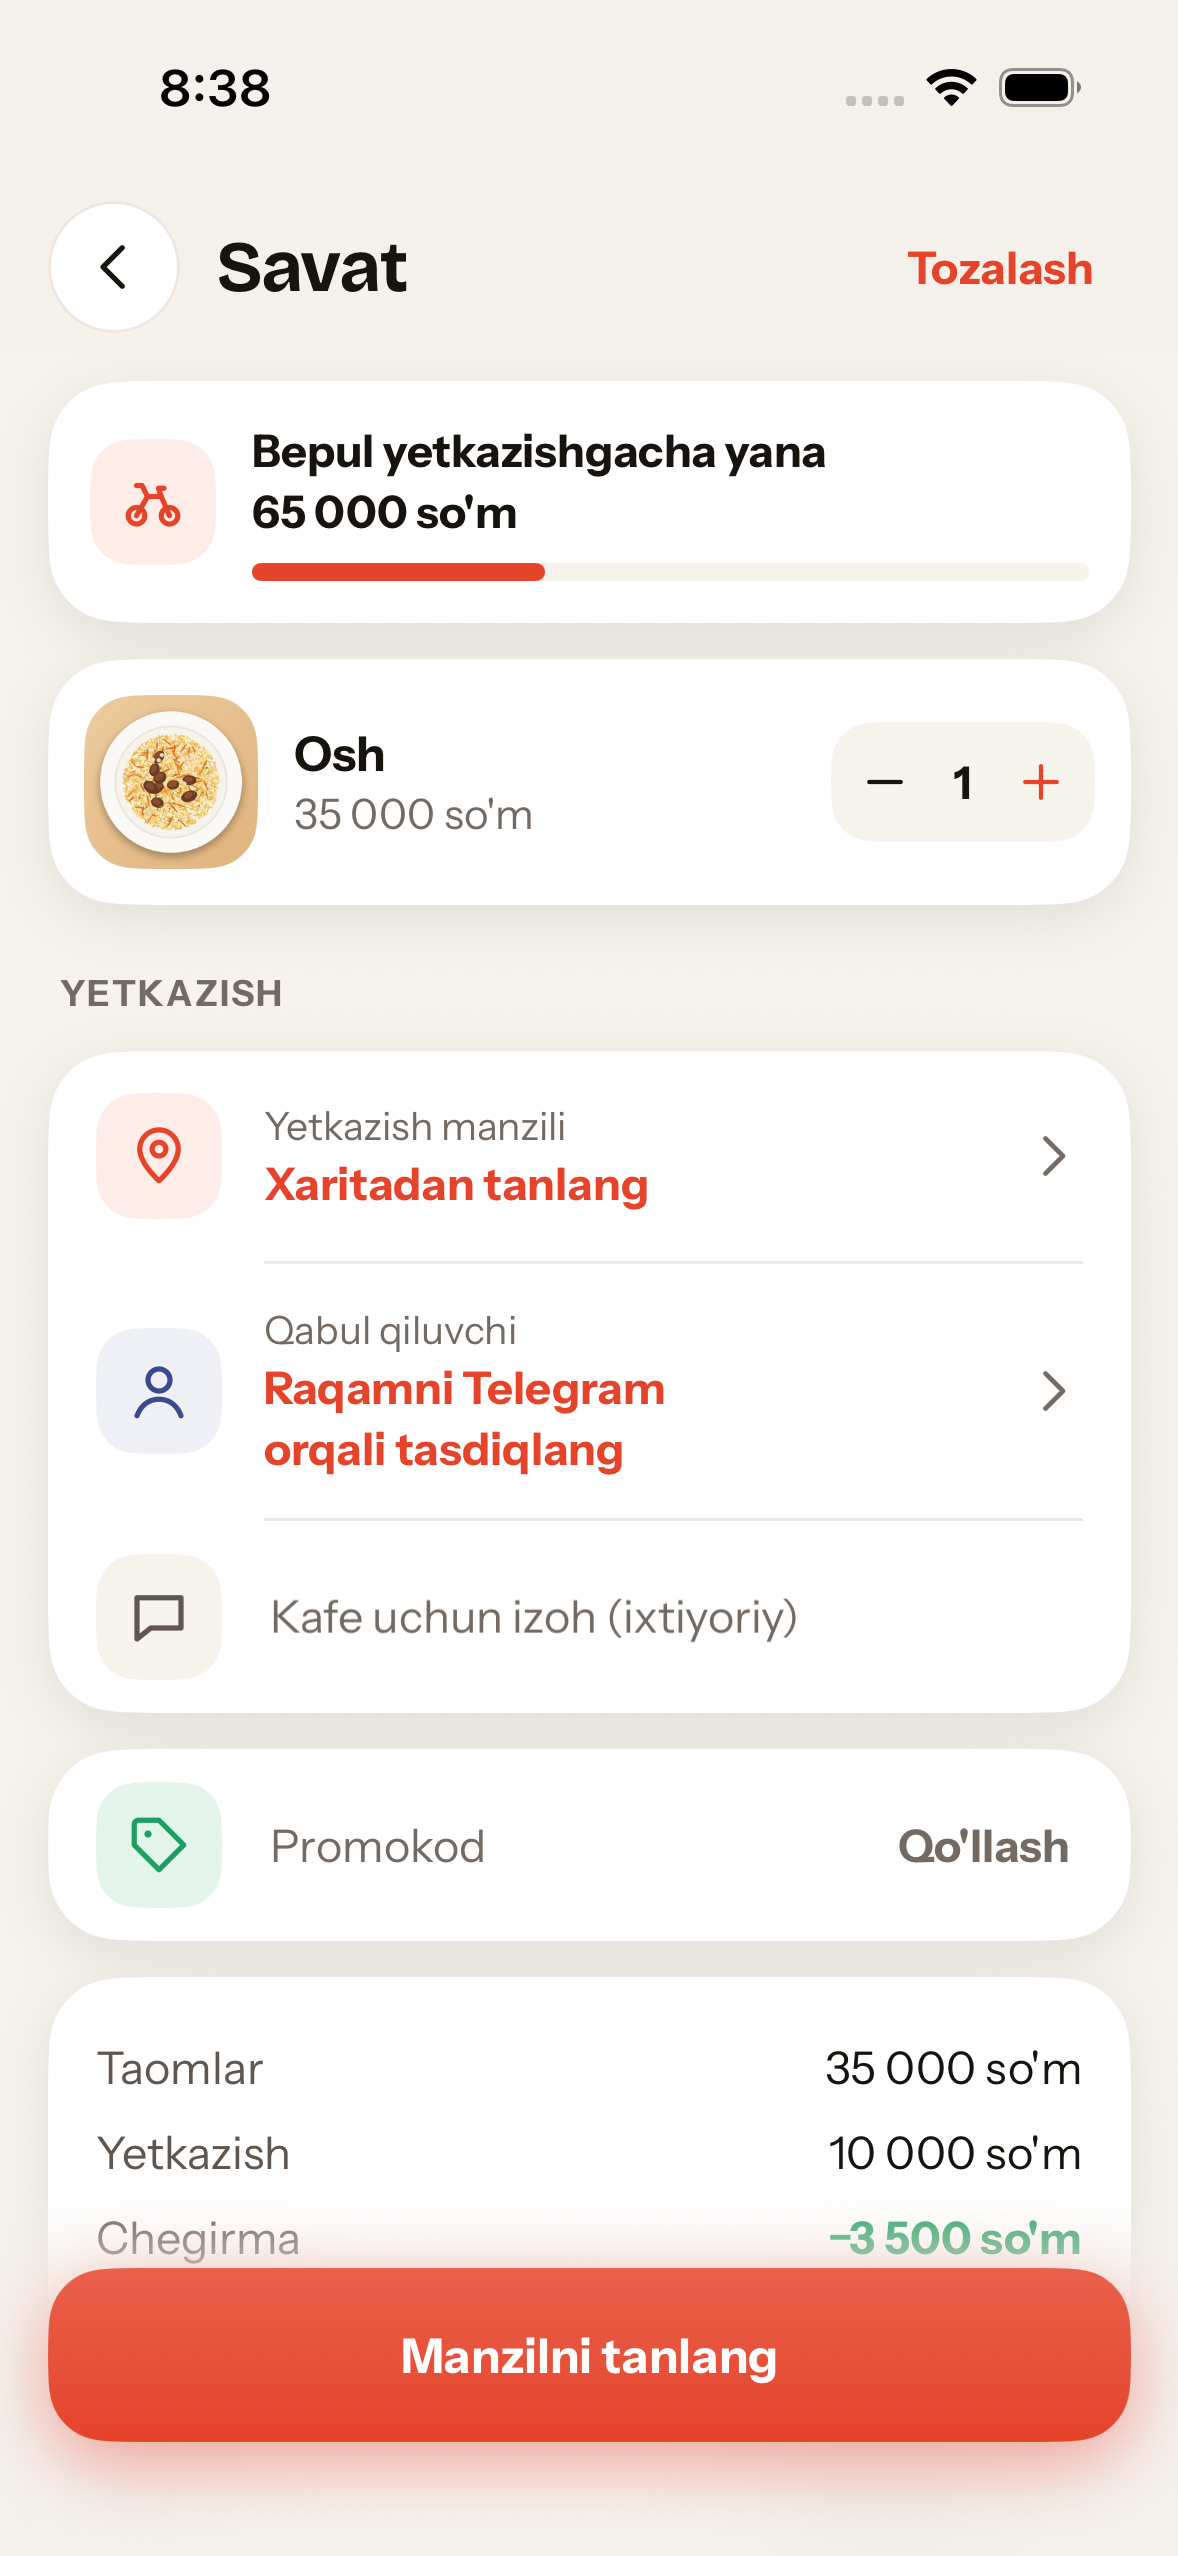 8:38
Savat
Tozalash
Bepul yetkazishgacha yana
65 000 so'm
Osh
35 000 so'm
1
YETKAZISH
Yetkazish manzili
Xaritadan tanlang
Qabul qiluvchi
Raqamni Telegram
orqali tasdiqlang
Kafe uchun izoh (ixtiyoriy)
Promokod
Qo'llash
Taomlar
35 000 so'm
Yetkazish
10 000 so'm
Chegirma
−3 500 so'm
Manzilni tanlang